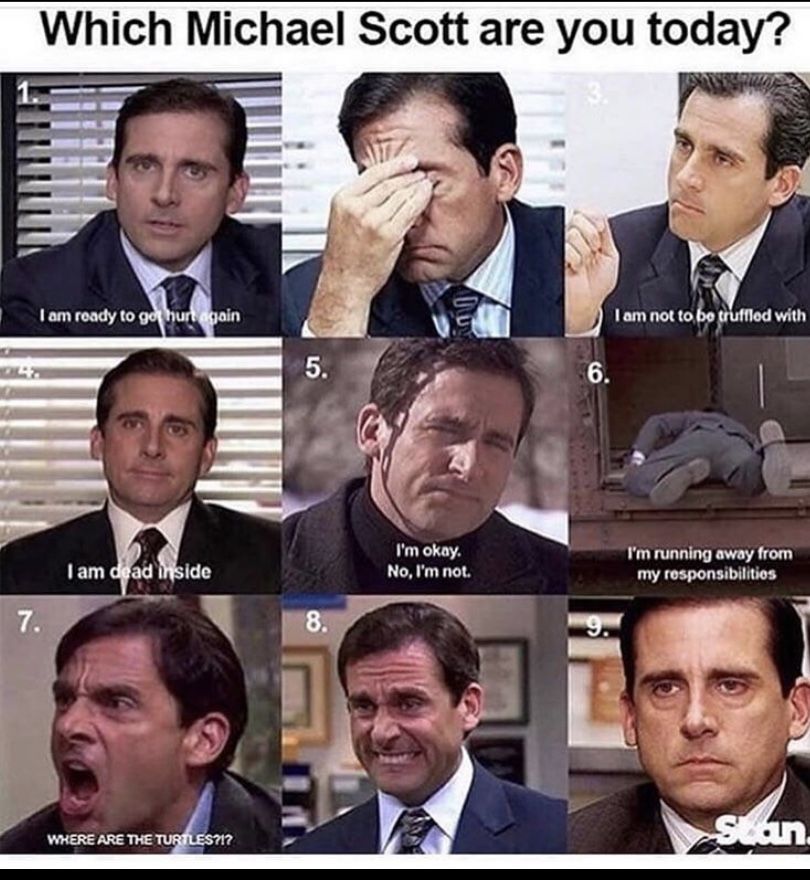 Which Michael Scott are you today?
1.
3.
I am ready to get hurt again
I am not to be truffled with
4.
5.
6.
I am dead inside
I'm okay.
No, I'm not.
I'm running away from
my responsibilities
7.
8.
9.
WHERE ARE THE TURTLES?!?
Stan.